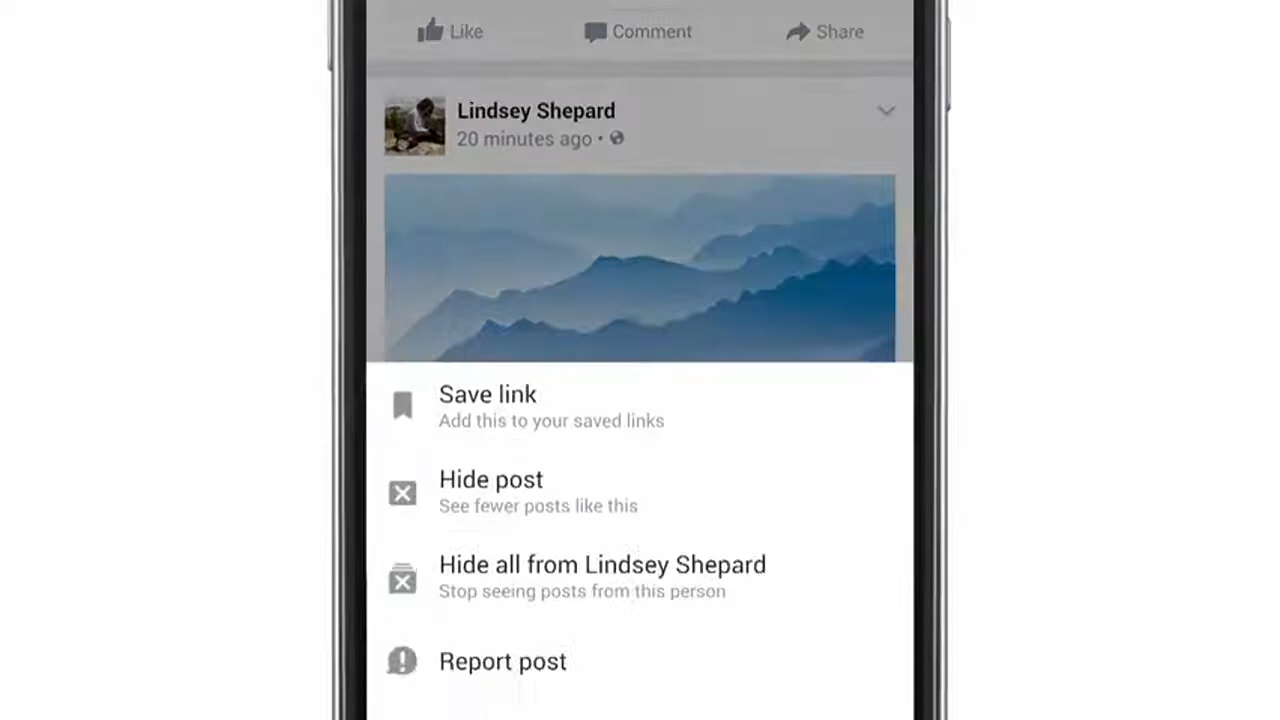 Like
Comment
Share
Lindsey Shepard
20 minutes ago •
Save link
Add this to your saved links
Hide post
See fewer posts like this
Hide all from Lindsey Shepard
Stop seeing posts from this person
Report post